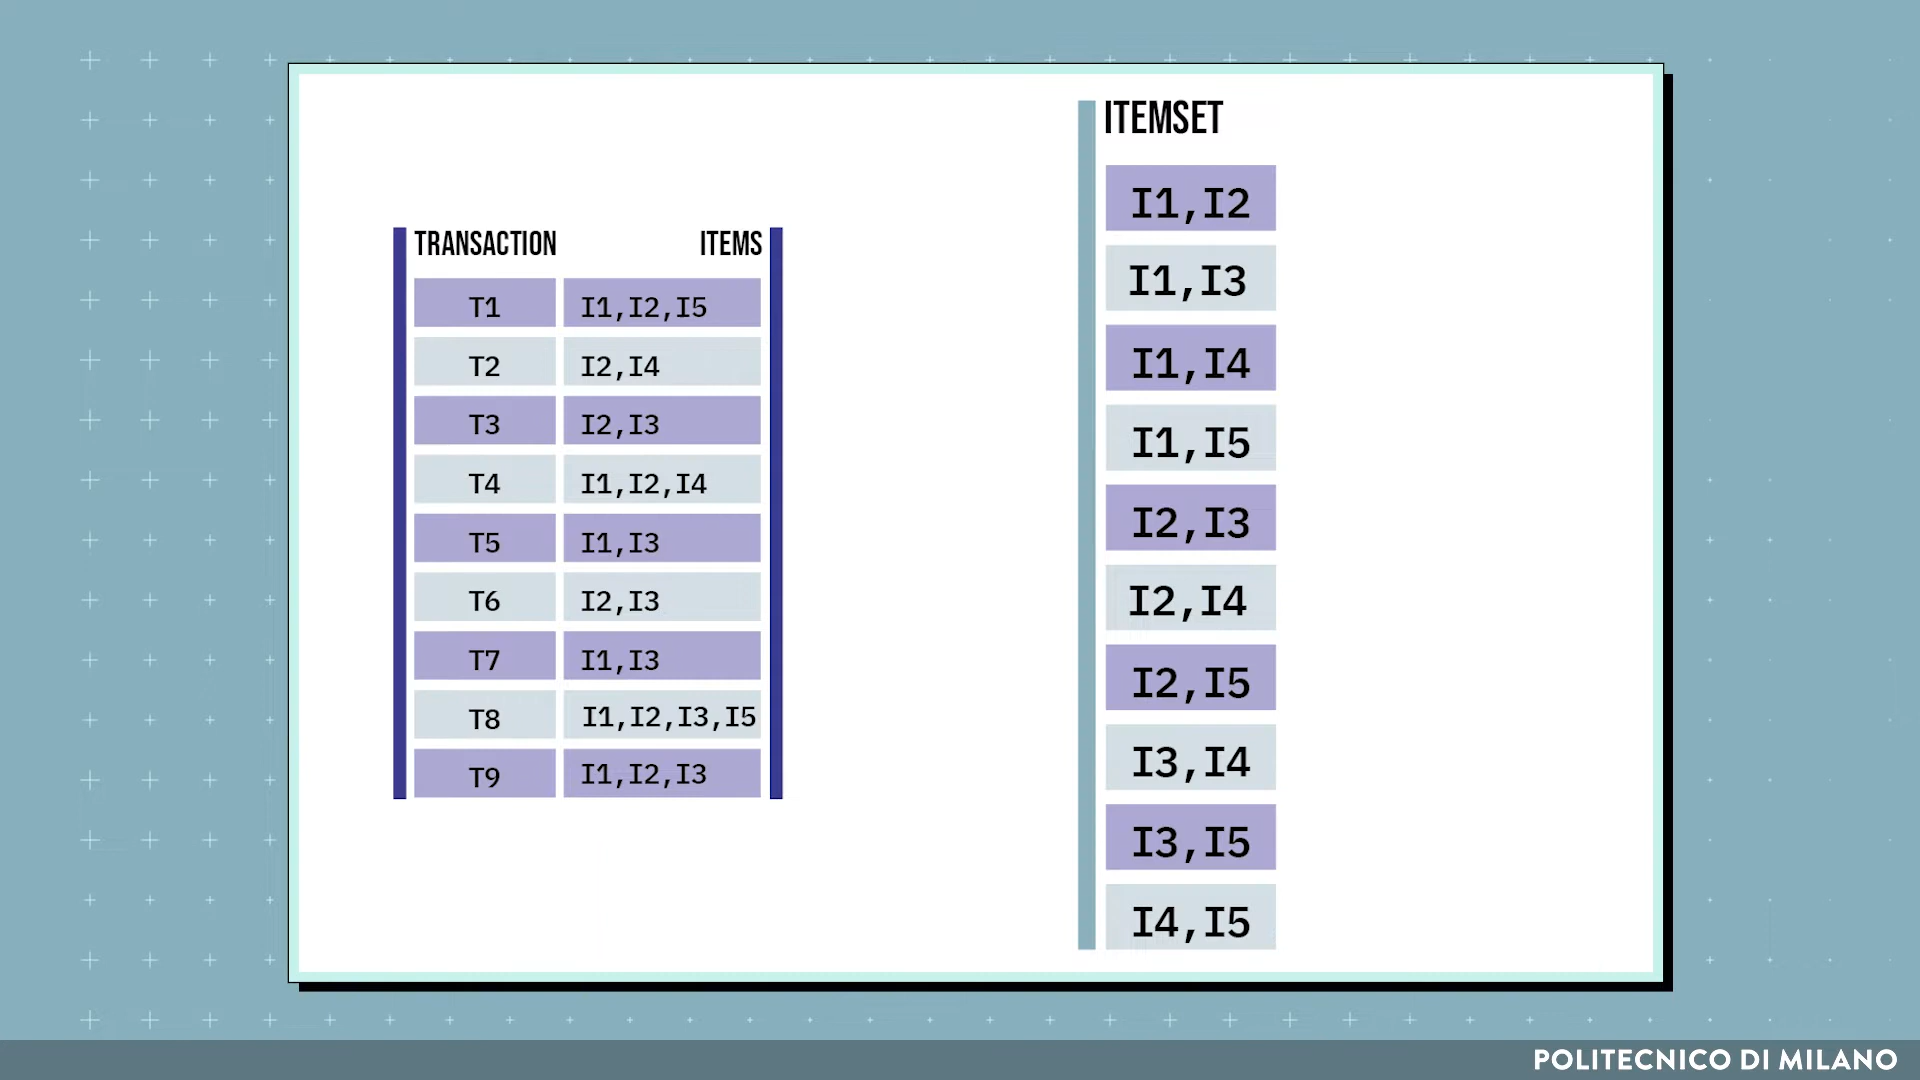 TRANSACTION ITEMS
T1 I1,I2,I5
T2 I2,I4
T3 I2,I3
T4 I1,I2,I4
T5 I1,I3
T6 I2,I3
T7 I1,I3
T8 I1,I2,I3,I5
T9 I1,I2,I3
ITEMSET
I1,I2
I1,I3
I1,I4
I1,I5
I2,I3
I2,I4
I2,I5
I3,I4
I3,I5
I4,I5
POLITECNICO DI MILANO